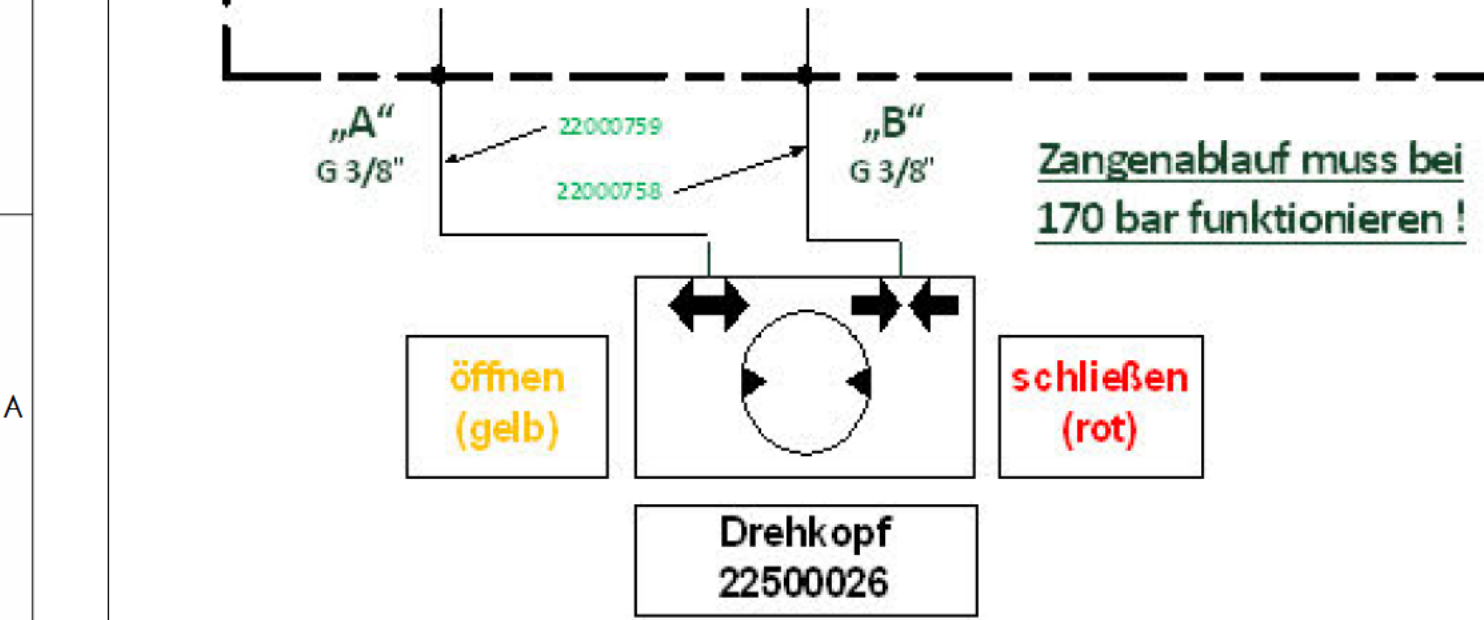 „A“
G 3/8"
22000759
22000758
„B“
G 3/8"
Zangenablauf muss bei
170 bar funktionieren !
öffnen
(gelb)
schließen
(rot)
A
Drehkopf
22500026